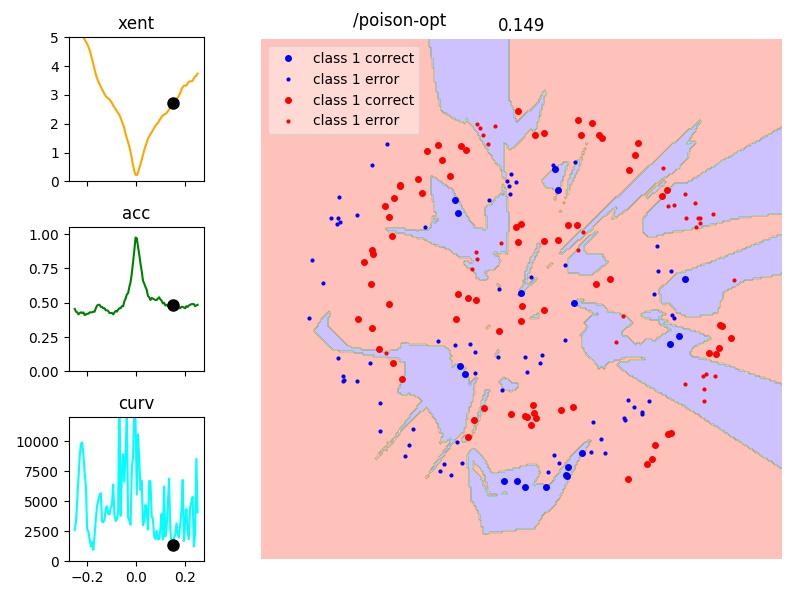 /poison-opt
xent
5
4
3
2
1
0
acc
1.00
0.75
0.50
0.25
0.00
curv
10000
7500
5000
2500
0
−0.2 0.0 0.2
0.149
class 1 correct
class 1 error
class 1 correct
class 1 error